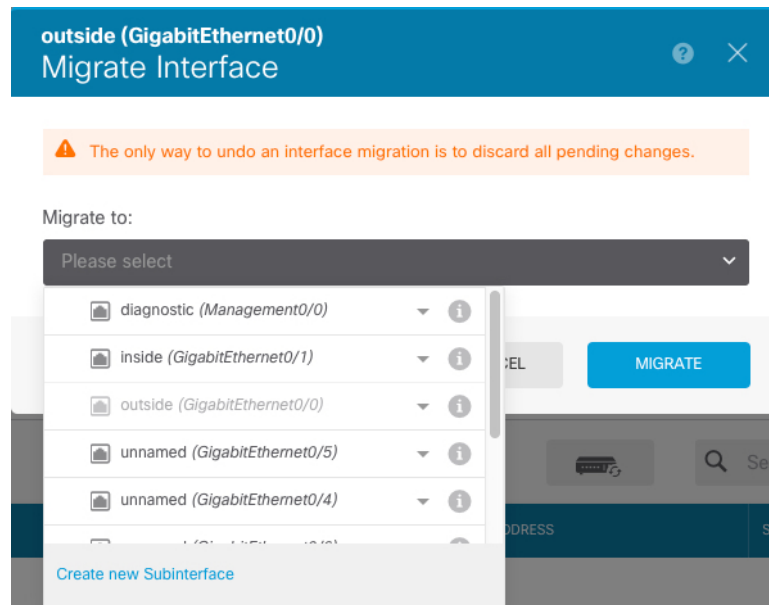 outside (GigabitEthernet0/0)
Migrate Interface
The only way to undo an interface migration is to discard all pending changes.
Migrate to:
Please select
diagnostic (Management0/0)
inside (GigabitEthernet0/1)
outside (GigabitEthernet0/0)
unnamed (GigabitEthernet0/5)
unnamed (GigabitEthernet0/4)
Create new Subinterface
MIGRATE